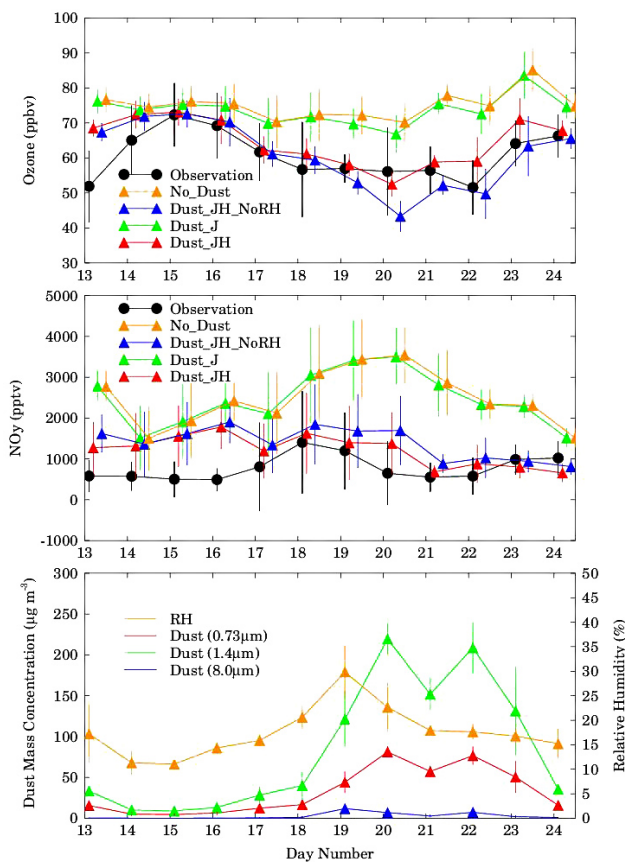 100
90
80
70
60
50
40
30
Ozone (ppbv)
Observation
No_Dust
Dust_JH_NoRH
Dust_J
Dust_JH
13 14 15 16 17 18 19 20 21 22 23 24
5000
4000
3000
2000
1000
0
-1000
NOy (pptv)
Observation
No_Dust
Dust_JH_NoRH
Dust_J
Dust_JH
13 14 15 16 17 18 19 20 21 22 23 24
300
250
200
150
100
50
0
Dust Mass Concentration (μg m⁻³)
RH
Dust (0.73μm)
Dust (1.4μm)
Dust (8.0μm)
50
45
40
35
30
25
20
15
10
5
0
Relative Humidity (%)
13 14 15 16 17 18 19 20 21 22 23 24
Day Number